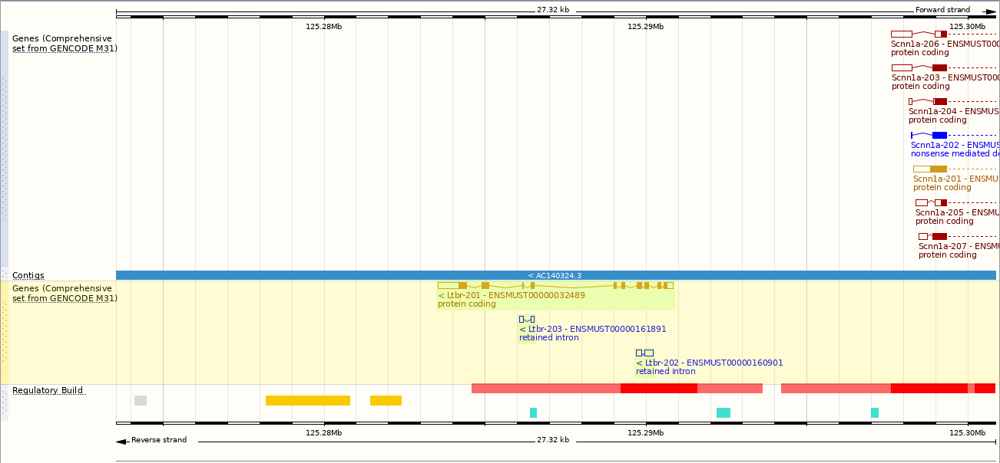 27.32 kb
Forward strand
125.28Mb 125.29Mb 125.30Mb
Genes (Comprehensive
set from GENCODE M31)
Scnn1a-206 - ENSMUST000
protein coding
Scnn1a-203 - ENSMUST000
protein coding
Scnn1a-204 - ENSMUS
protein coding
Scnn1a-202 - ENSMUS
nonsense mediated de
Scnn1a-201 - ENSMU
protein coding
Scnn1a-205 - ENSMU
protein coding
Scnn1a-207 - ENSM
protein coding
Contigs
< AC140324.3
Genes (Comprehensive
set from GENCODE M31)
< Ltbr-201 - ENSMUST00000032489
protein coding
< Ltbr-203 - ENSMUST00000161891
retained intron
< Ltbr-202 - ENSMUST00000160901
retained intron
Regulatory Build
125.28Mb 125.29Mb 125.30Mb
Reverse strand
27.32 kb